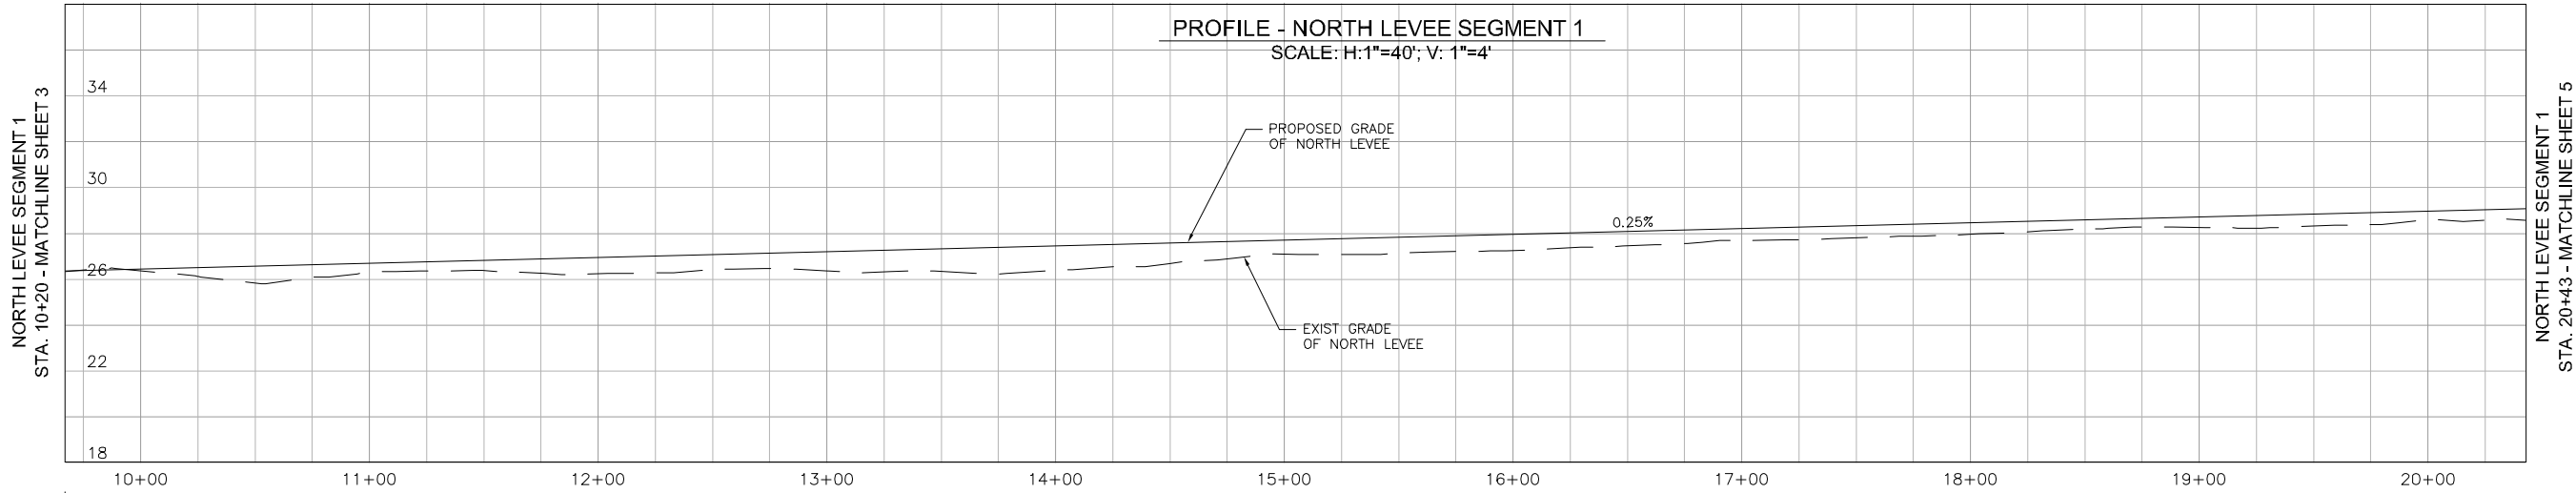 PROFILE - NORTH LEVEE SEGMENT 1
SCALE: H:1"=40'; V: 1"=4'
NORTH LEVEE SEGMENT 1
STA. 10+20 - MATCHLINE SHEET 3
34
30
26
22
18
PROPOSED GRADE
OF NORTH LEVEE
0.25%
EXIST GRADE
OF NORTH LEVEE
10+00
11+00
12+00
13+00
14+00
15+00
16+00
17+00
18+00
19+00
20+00
NORTH LEVEE SEGMENT 1
STA. 20+43 - MATCHLINE SHEET 5